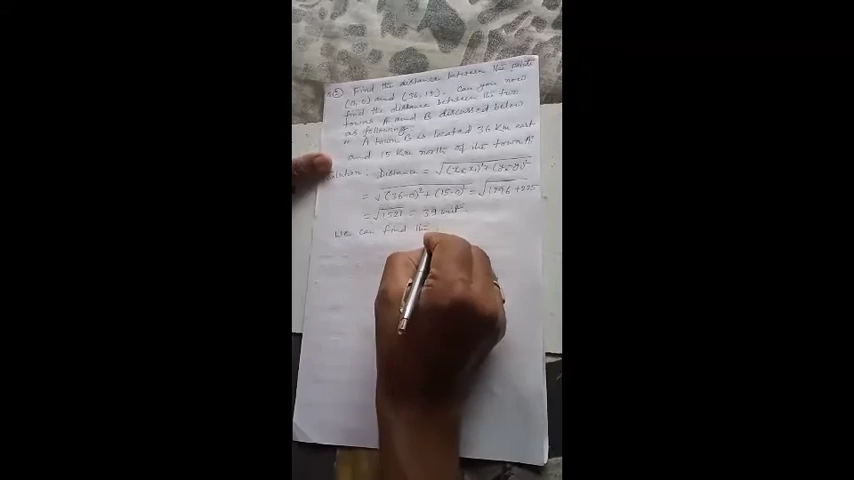 Q ② Find the distance between the points
(0, 0) and (36, 15). Can you now
find the distance between the two
towns A and B discussed below
as following.
" A town B is located 36 Km east
and 15 Km north of the town A"
Solution: Distance = √(x₂-x₁)²+(y₂-y₁)²
= √(36-0)²+(15-0)² = √1296+225
= √1521 = 39 unit.
We can find the